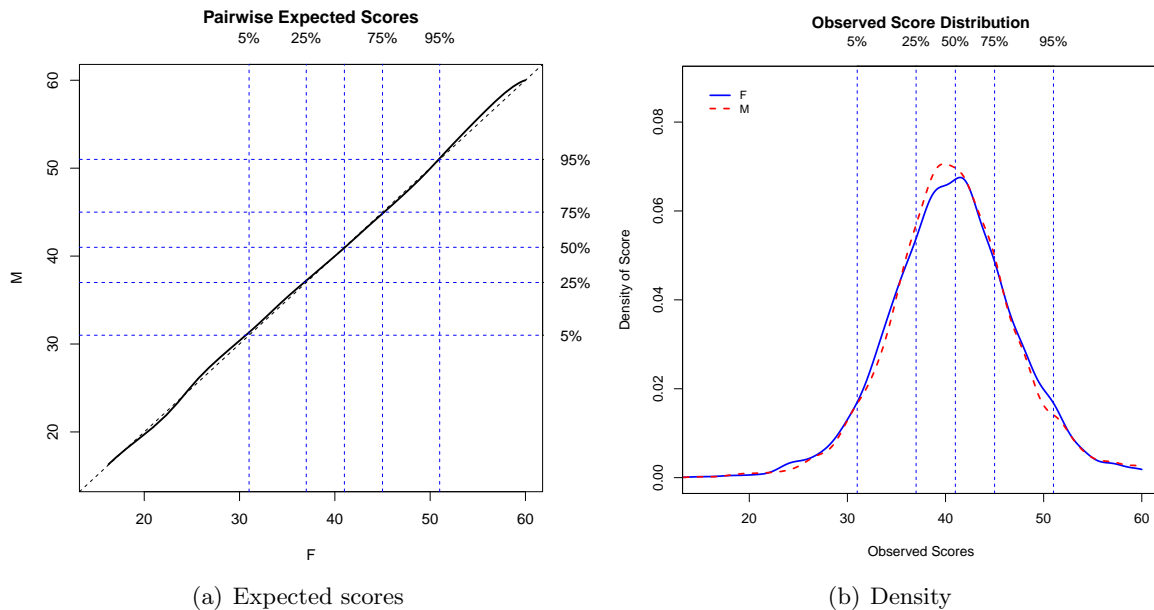 Pairwise Expected Scores
5% 25% 75% 95%
60
50
40
30
20
M
95%
75%
50%
25%
5%
20 30 40 50 60
F
(a) Expected scores
Observed Score Distribution
5% 25% 50% 75% 95%
F
M
0.08
0.06
0.04
0.02
0.00
Density of Score
20 30 40 50 60
Observed Scores
(b) Density